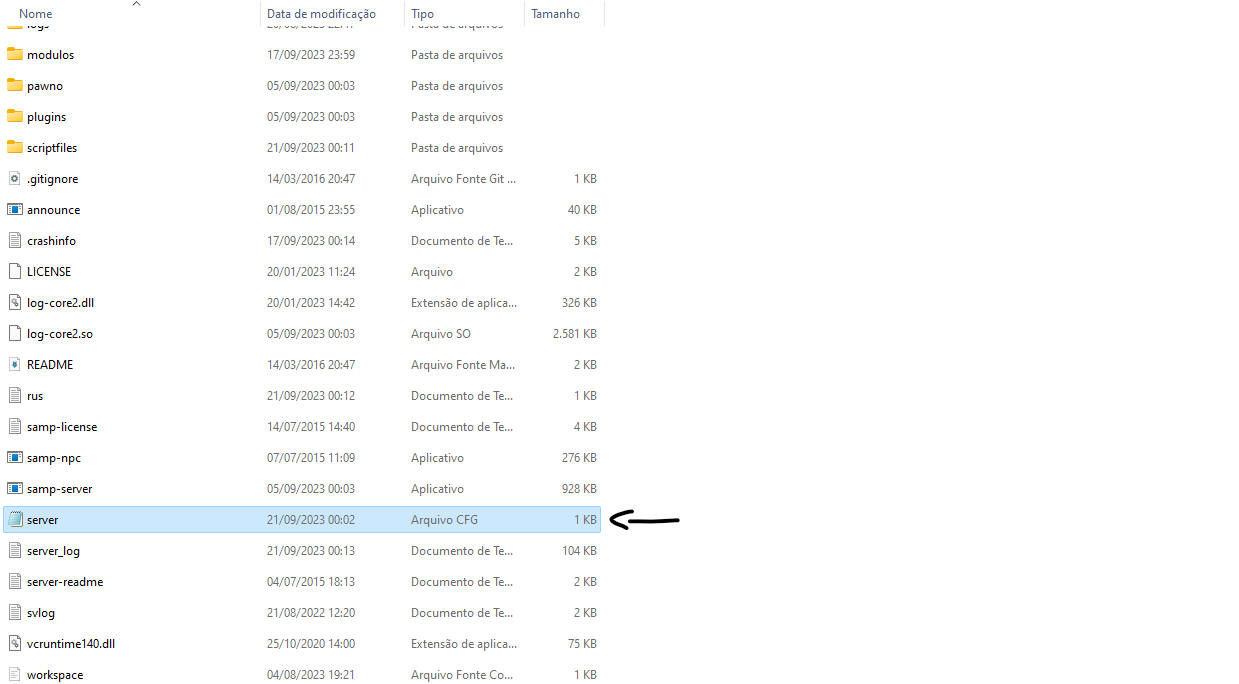 Nome Data de modificação Tipo Tamanho
logs Pasta de arquivos
modulos 17/09/2023 23:59 Pasta de arquivos
pawno 05/09/2023 00:03 Pasta de arquivos
plugins 05/09/2023 00:03 Pasta de arquivos
scriptfiles 21/09/2023 00:11 Pasta de arquivos
.gitignore 14/03/2016 20:47 Arquivo Fonte Git ... 1 KB
announce 01/08/2015 23:55 Aplicativo 40 KB
crashinfo 17/09/2023 00:14 Documento de Te... 5 KB
LICENSE 20/01/2023 11:24 Arquivo 2 KB
log-core2.dll 20/01/2023 14:42 Extensão de aplica... 326 KB
log-core2.so 05/09/2023 00:03 Arquivo SO 2.581 KB
README 14/03/2016 20:47 Arquivo Fonte Ma... 2 KB
rus 21/09/2023 00:12 Documento de Te... 1 KB
samp-license 14/07/2015 14:40 Documento de Te... 4 KB
samp-npc 07/07/2015 11:09 Aplicativo 276 KB
samp-server 05/09/2023 00:03 Aplicativo 928 KB
server 21/09/2023 00:02 Arquivo CFG 1 KB
server_log 21/09/2023 00:13 Documento de Te... 104 KB
server-readme 04/07/2015 18:13 Documento de Te... 2 KB
svlog 21/08/2022 12:20 Documento de Te... 2 KB
vcruntime140.dll 25/10/2020 14:00 Extensão de aplica... 75 KB
workspace 04/08/2023 19:21 Arquivo Fonte Co... 1 KB